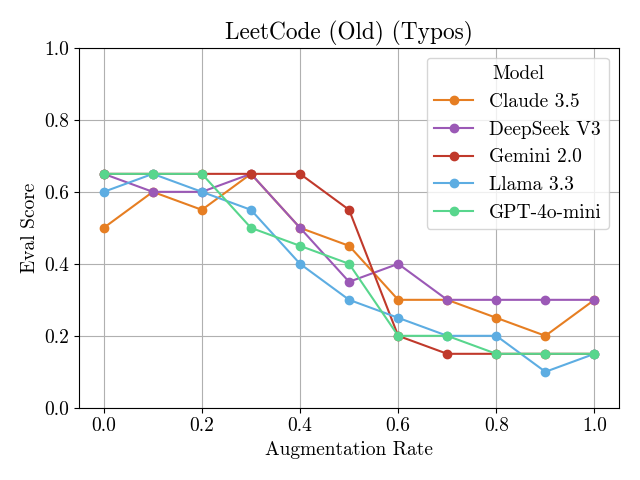 LeetCode (Old) (Typos)
Eval Score
1.0
0.8
0.6
0.4
0.2
0.0
Model
Claude 3.5
DeepSeek V3
Gemini 2.0
Llama 3.3
GPT-4o-mini
0.0 0.2 0.4 0.6 0.8 1.0
Augmentation Rate